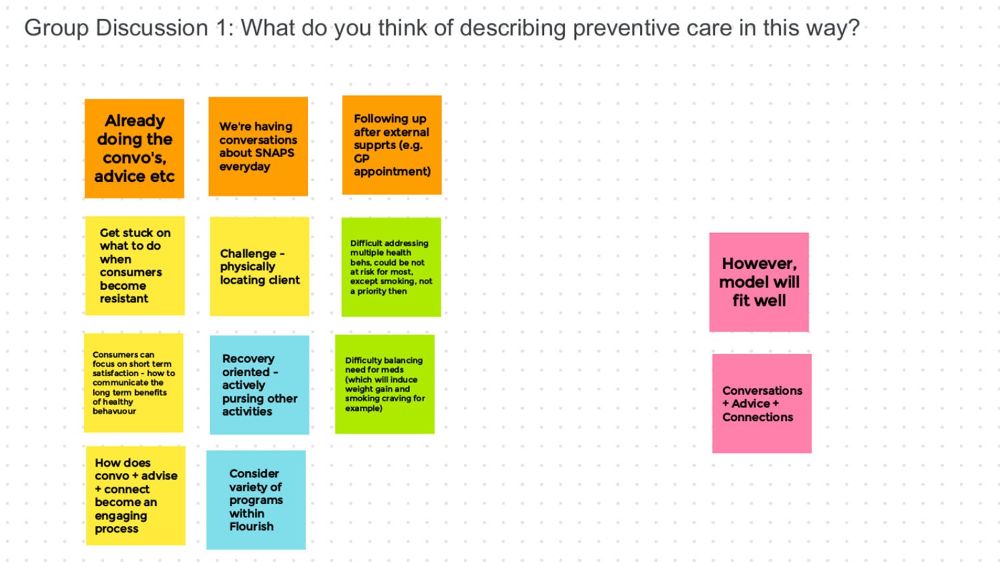 Group Discussion 1: What do you think of describing preventive care in this way?
Already
doing the
convo's,
advice etc
We're having
conversations
about SNAPS
everyday
Following up
after external
supprts (e.g.
GP
appointment)
Get stuck on
what to do
when
consumers
become
resistant
Challenge -
physically
locating client
Difficult addressing
multiple health
behs, could be not
at risk for most,
except smoking, not
a priority then
However,
model will
fit well
Consumers can
focus on short term
satisfaction - how to
communicate the
long term benefits
of healthy
behavuour
Recovery
oriented -
actively
pursing other
activities
Difficulty balancing
need for meds
(which will induce
weight gain and
smoking craving for
example)
Conversations
+ Advice +
Connections
How does
convo + advise
+ connect
become an
engaging
process
Consider
variety of
programs
within
Flourish